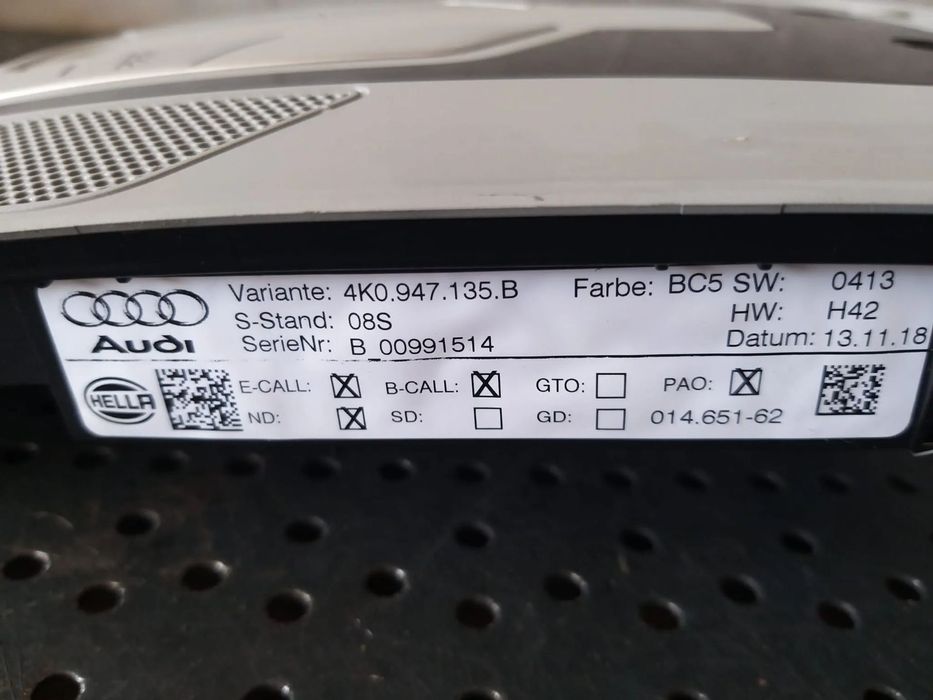 Variante: 4K0.947.135.B Farbe: BC5 SW: 0413
S-Stand: 08S HW: H42
Audi SerieNr: B 00991514 Datum: 13.11.18
HELLA E-CALL: ☒ B-CALL: ☒ GTO: ☐ PAO: ☒
ND: ☒ SD: ☐ GD: ☐ 014.651-62